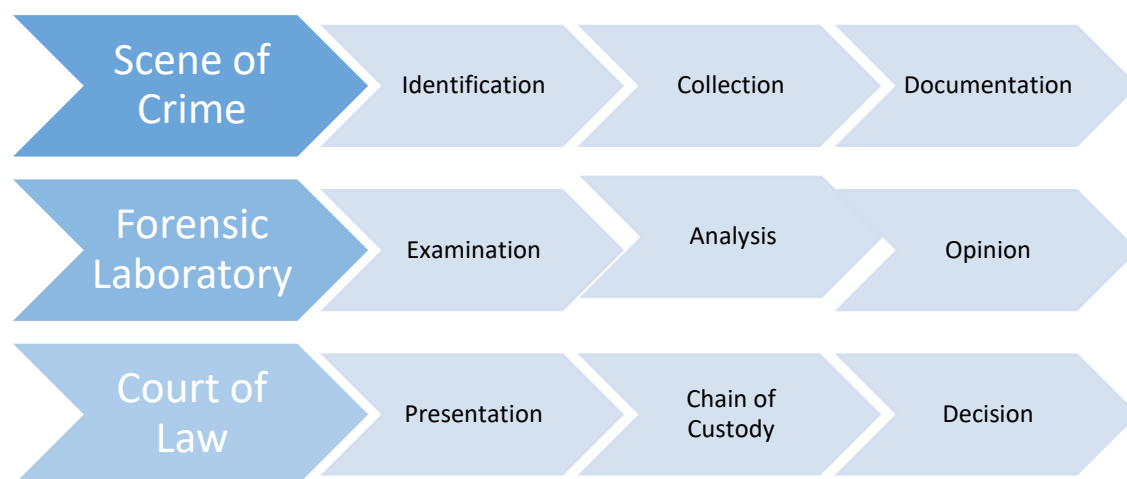 Scene of
Crime
Identification
Collection
Documentation
Forensic
Laboratory
Examination
Analysis
Opinion
Court of
Law
Presentation
Chain of
Custody
Decision